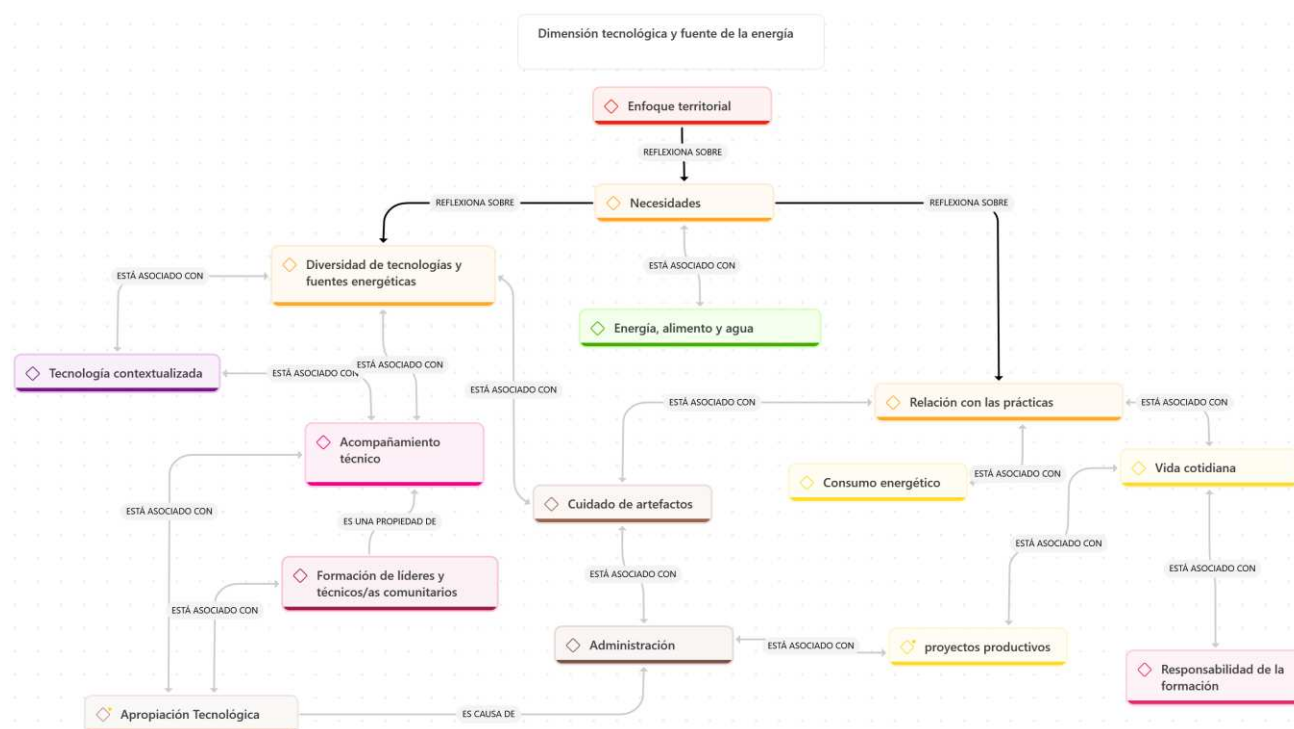 Dimensión tecnológica y fuente de la energía
Enfoque territorial
REFLEXIONA SOBRE
Necesidades
REFLEXIONA SOBRE
REFLEXIONA SOBRE
Diversidad de tecnologías y
fuentes energéticas
ESTÁ ASOCIADO CON
ESTÁ ASOCIADO CON
Energía, alimento y agua
Tecnología contextualizada
ESTÁ ASOCIADO CON
ESTÁ ASOCIADO CON
ESTÁ ASOCIADO CON
ESTÁ ASOCIADO CON
Relación con las prácticas
ESTÁ ASOCIADO CON
Acompañamiento
técnico
Vida cotidiana
Consumo energético
ESTÁ ASOCIADO CON
Cuidado de artefactos
ESTÁ ASOCIADO CON
ES UNA PROPIEDAD DE
ESTÁ ASOCIADO CON
ESTÁ ASOCIADO CON
Formación de líderes y
técnicos/as comunitarios
ESTÁ ASOCIADO CON
ESTÁ ASOCIADO CON
Administración
ESTÁ ASOCIADO CON
proyectos productivos
Responsabilidad de la
formación
Apropiación Tecnológica
ES CAUSA DE